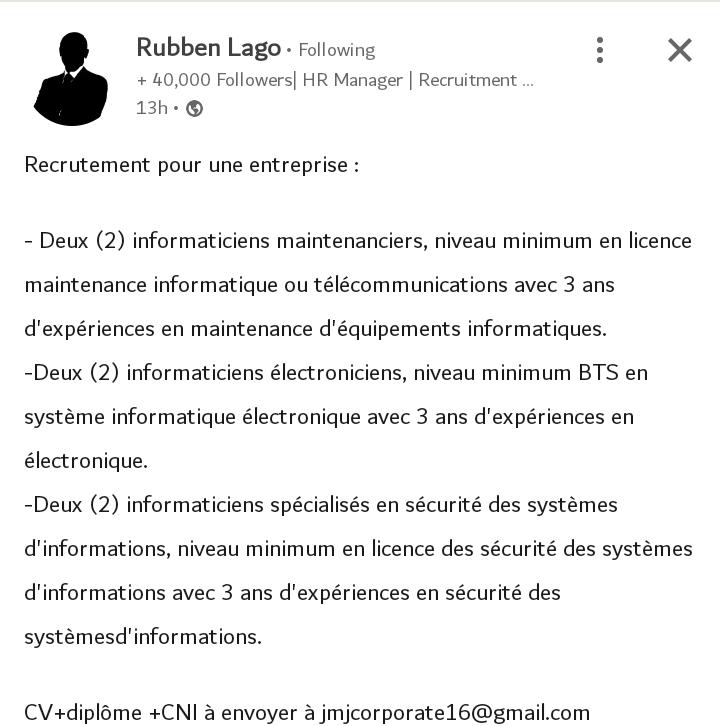 Rubben Lago • Following
+ 40,000 Followers| HR Manager | Recruitment ...
13h •
Recrutement pour une entreprise :
- Deux (2) informaticiens maintenanciers, niveau minimum en licence
maintenance informatique ou télécommunications avec 3 ans
d'expériences en maintenance d'équipements informatiques.
-Deux (2) informaticiens électroniciens, niveau minimum BTS en
système informatique électronique avec 3 ans d'expériences en
électronique.
-Deux (2) informaticiens spécialisés en sécurité des systèmes
d'informations, niveau minimum en licence des sécurité des systèmes
d'informations avec 3 ans d'expériences en sécurité des
systèmesd'informations.
CV+diplôme +CNI à envoyer à jmjcorporate16@gmail.com